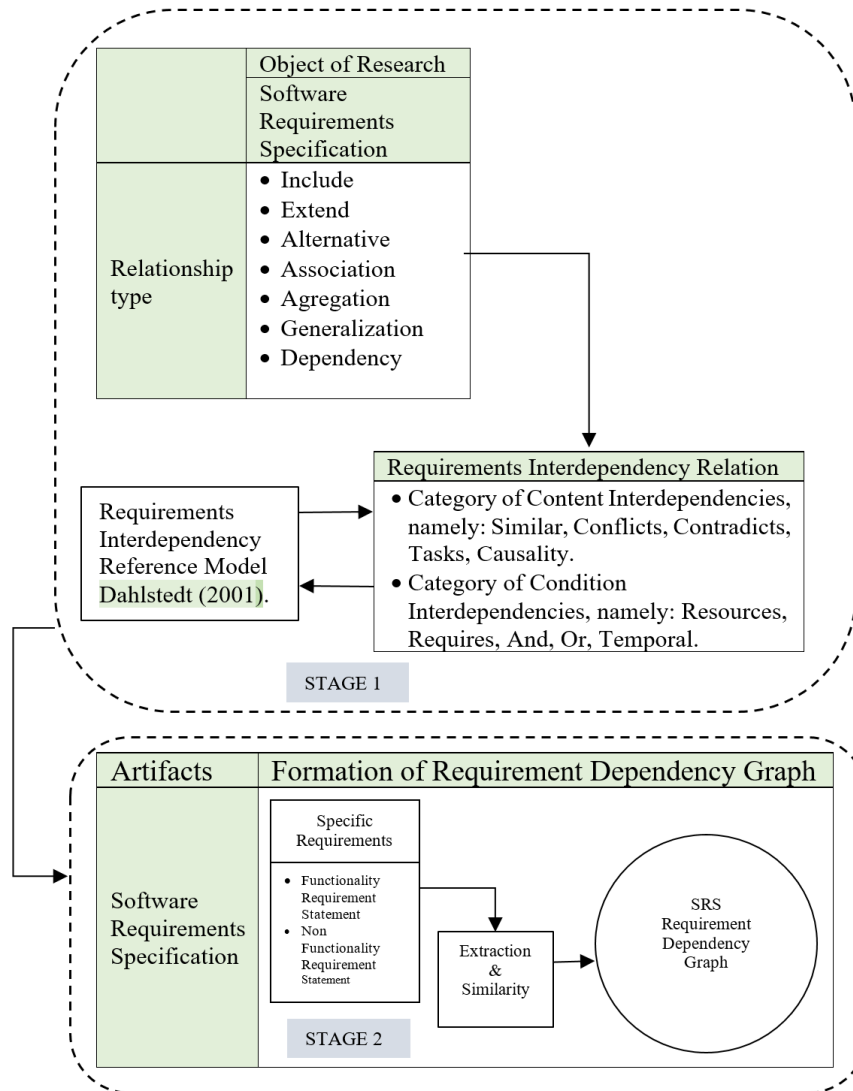 Object of Research
Software
Requirements
Specification
Relationship
type
• Include
• Extend
• Alternative
• Association
• Agregation
• Generalization
• Dependency
Requirements
Interdependency
Reference Model
Dahlstedt (2001).
Requirements Interdependency Relation
• Category of Content Interdependencies,
namely: Similar, Conflicts, Contradicts,
Tasks, Causality.
• Category of Condition
Interdependencies, namely: Resources,
Requires, And, Or, Temporal.
STAGE 1
Artifacts
Formation of Requirement Dependency Graph
Software
Requirements
Specification
Specific
Requirements
• Functionality
Requirement
Statement
• Non
Functionality
Requirement
Statement
Extraction
&
Similarity
SRS
Requirement
Dependency
Graph
STAGE 2